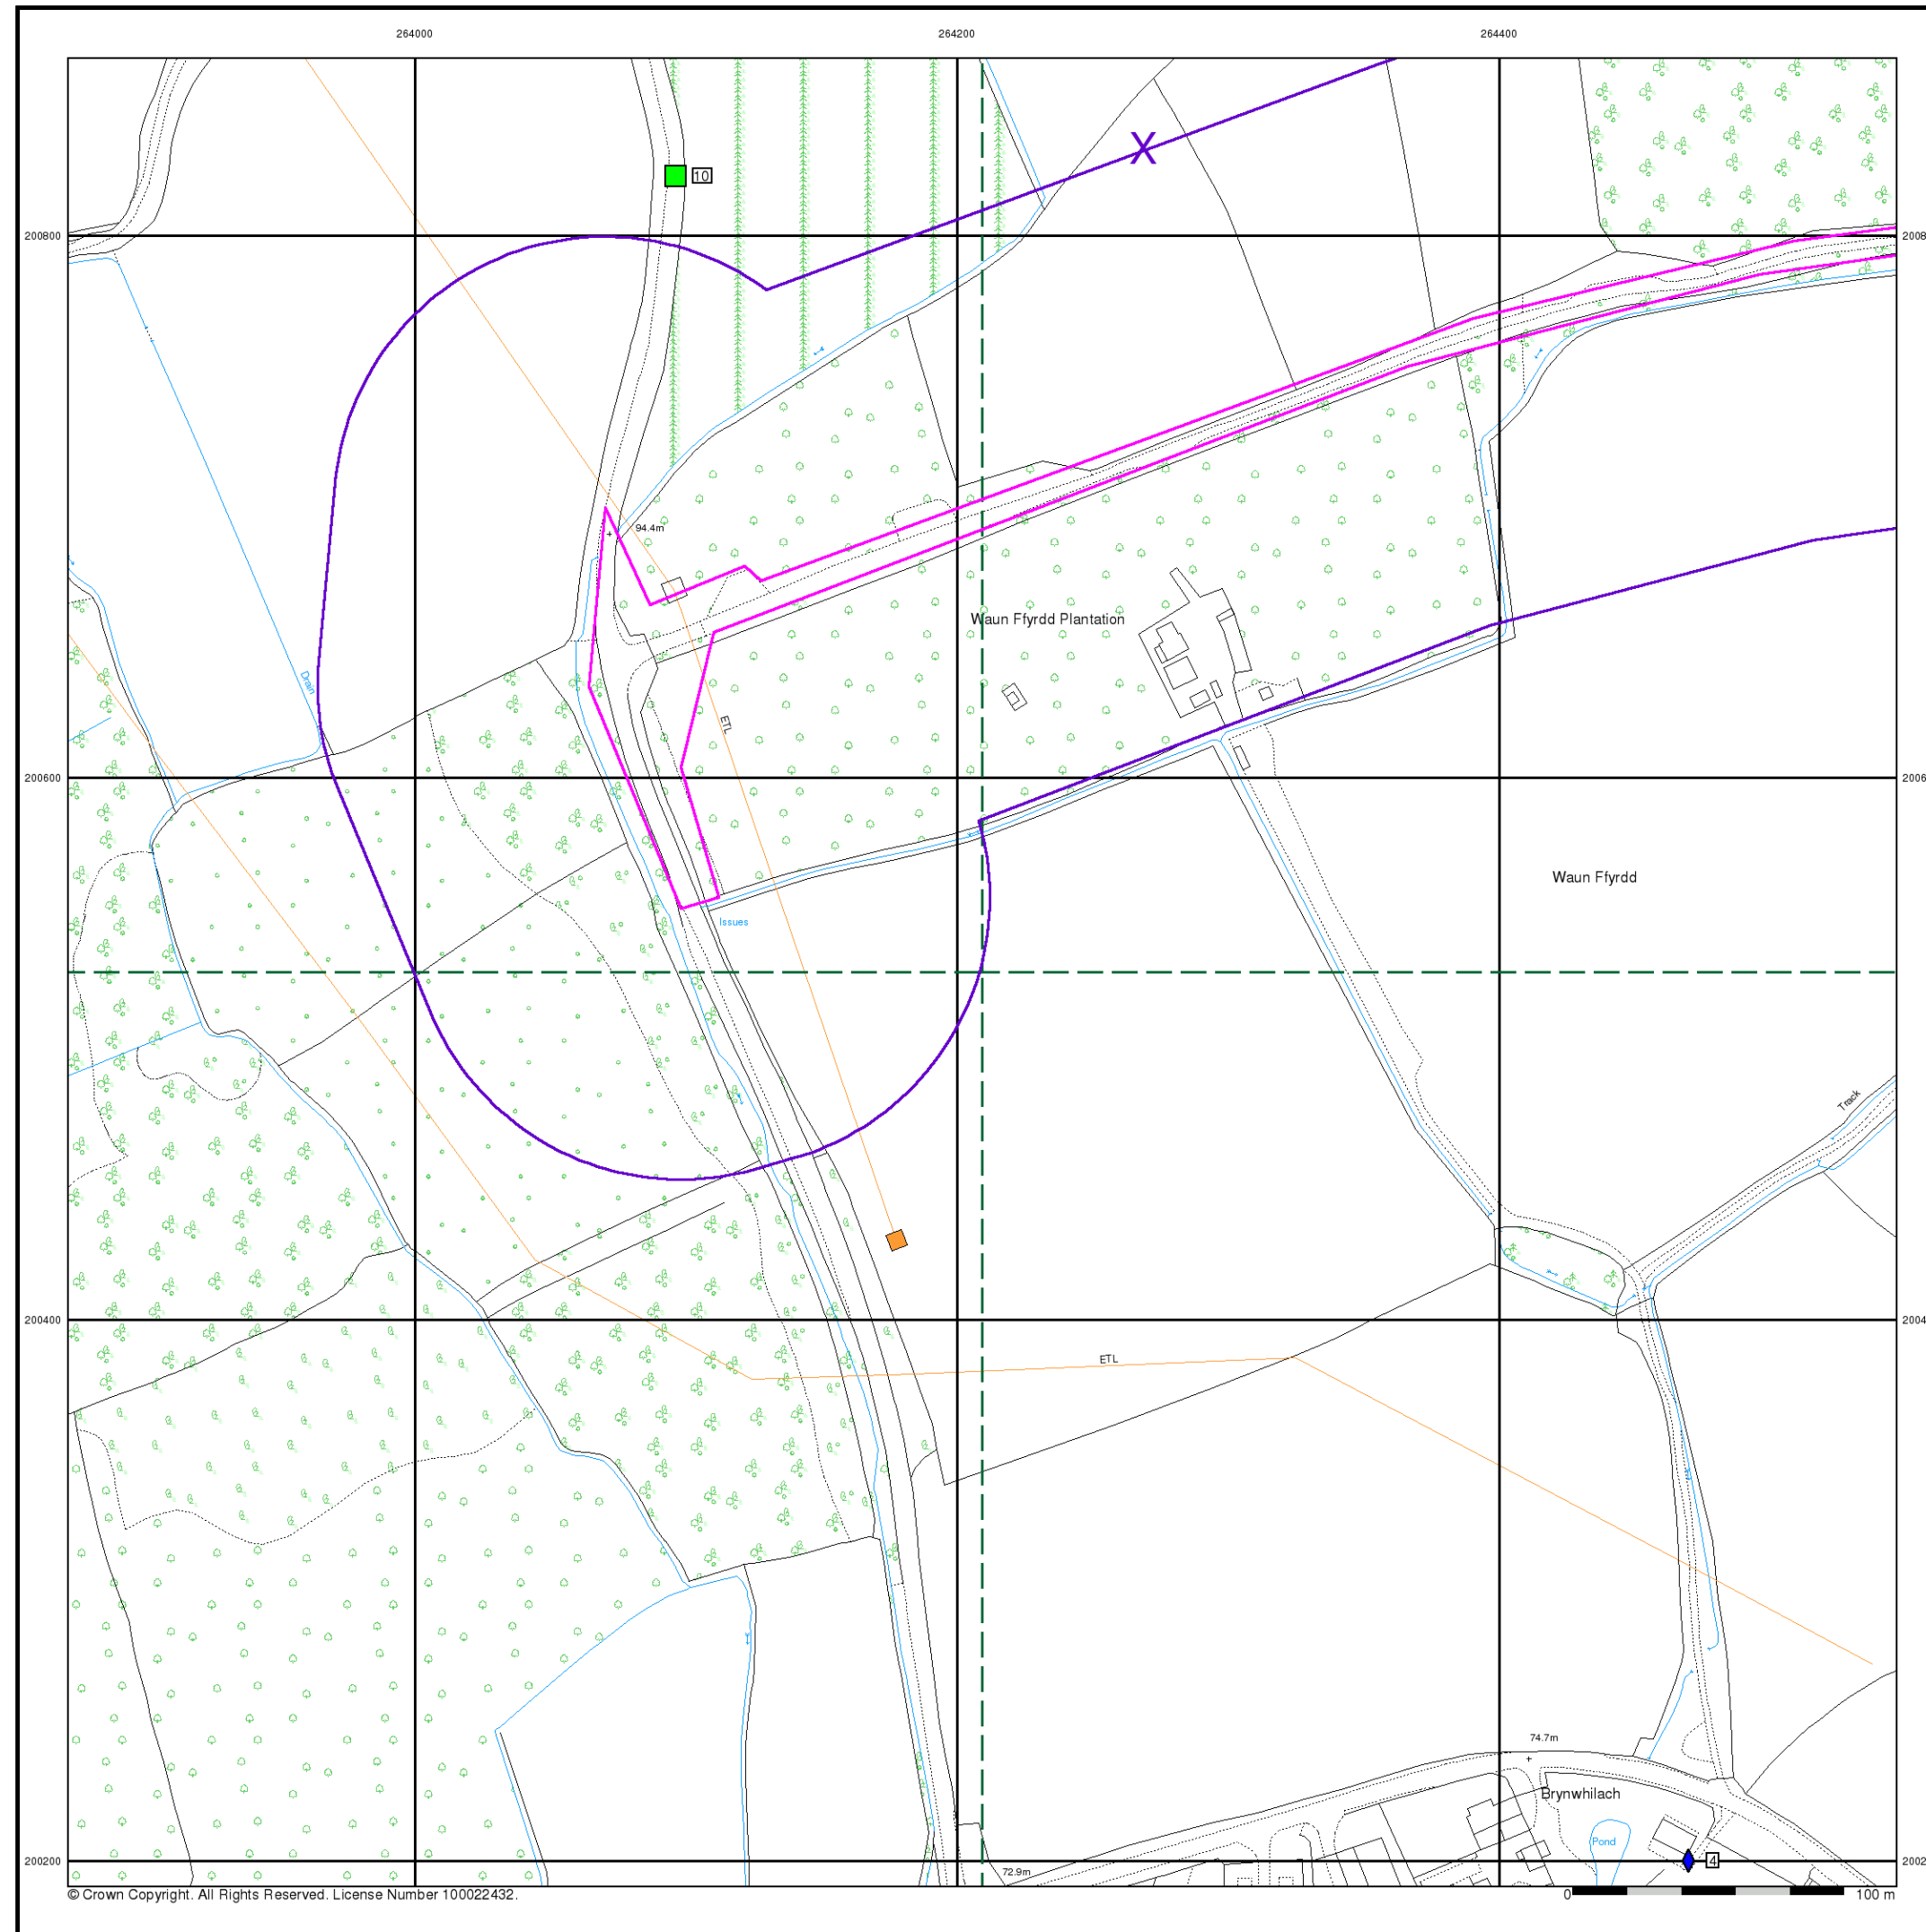 264000 264200 264400
X
10
200800 2008
94.4m
Waun Ffyrdd Plantation
Drain
ETL
200600 2006
Waun Ffyrdd
Issues
Track
200400 2004
ETL
74.7m
Brynwhilach
Pond
4
200200 2002
72.9m
© Crown Copyright. All Rights Reserved. License Number 100022432.
0 100 m